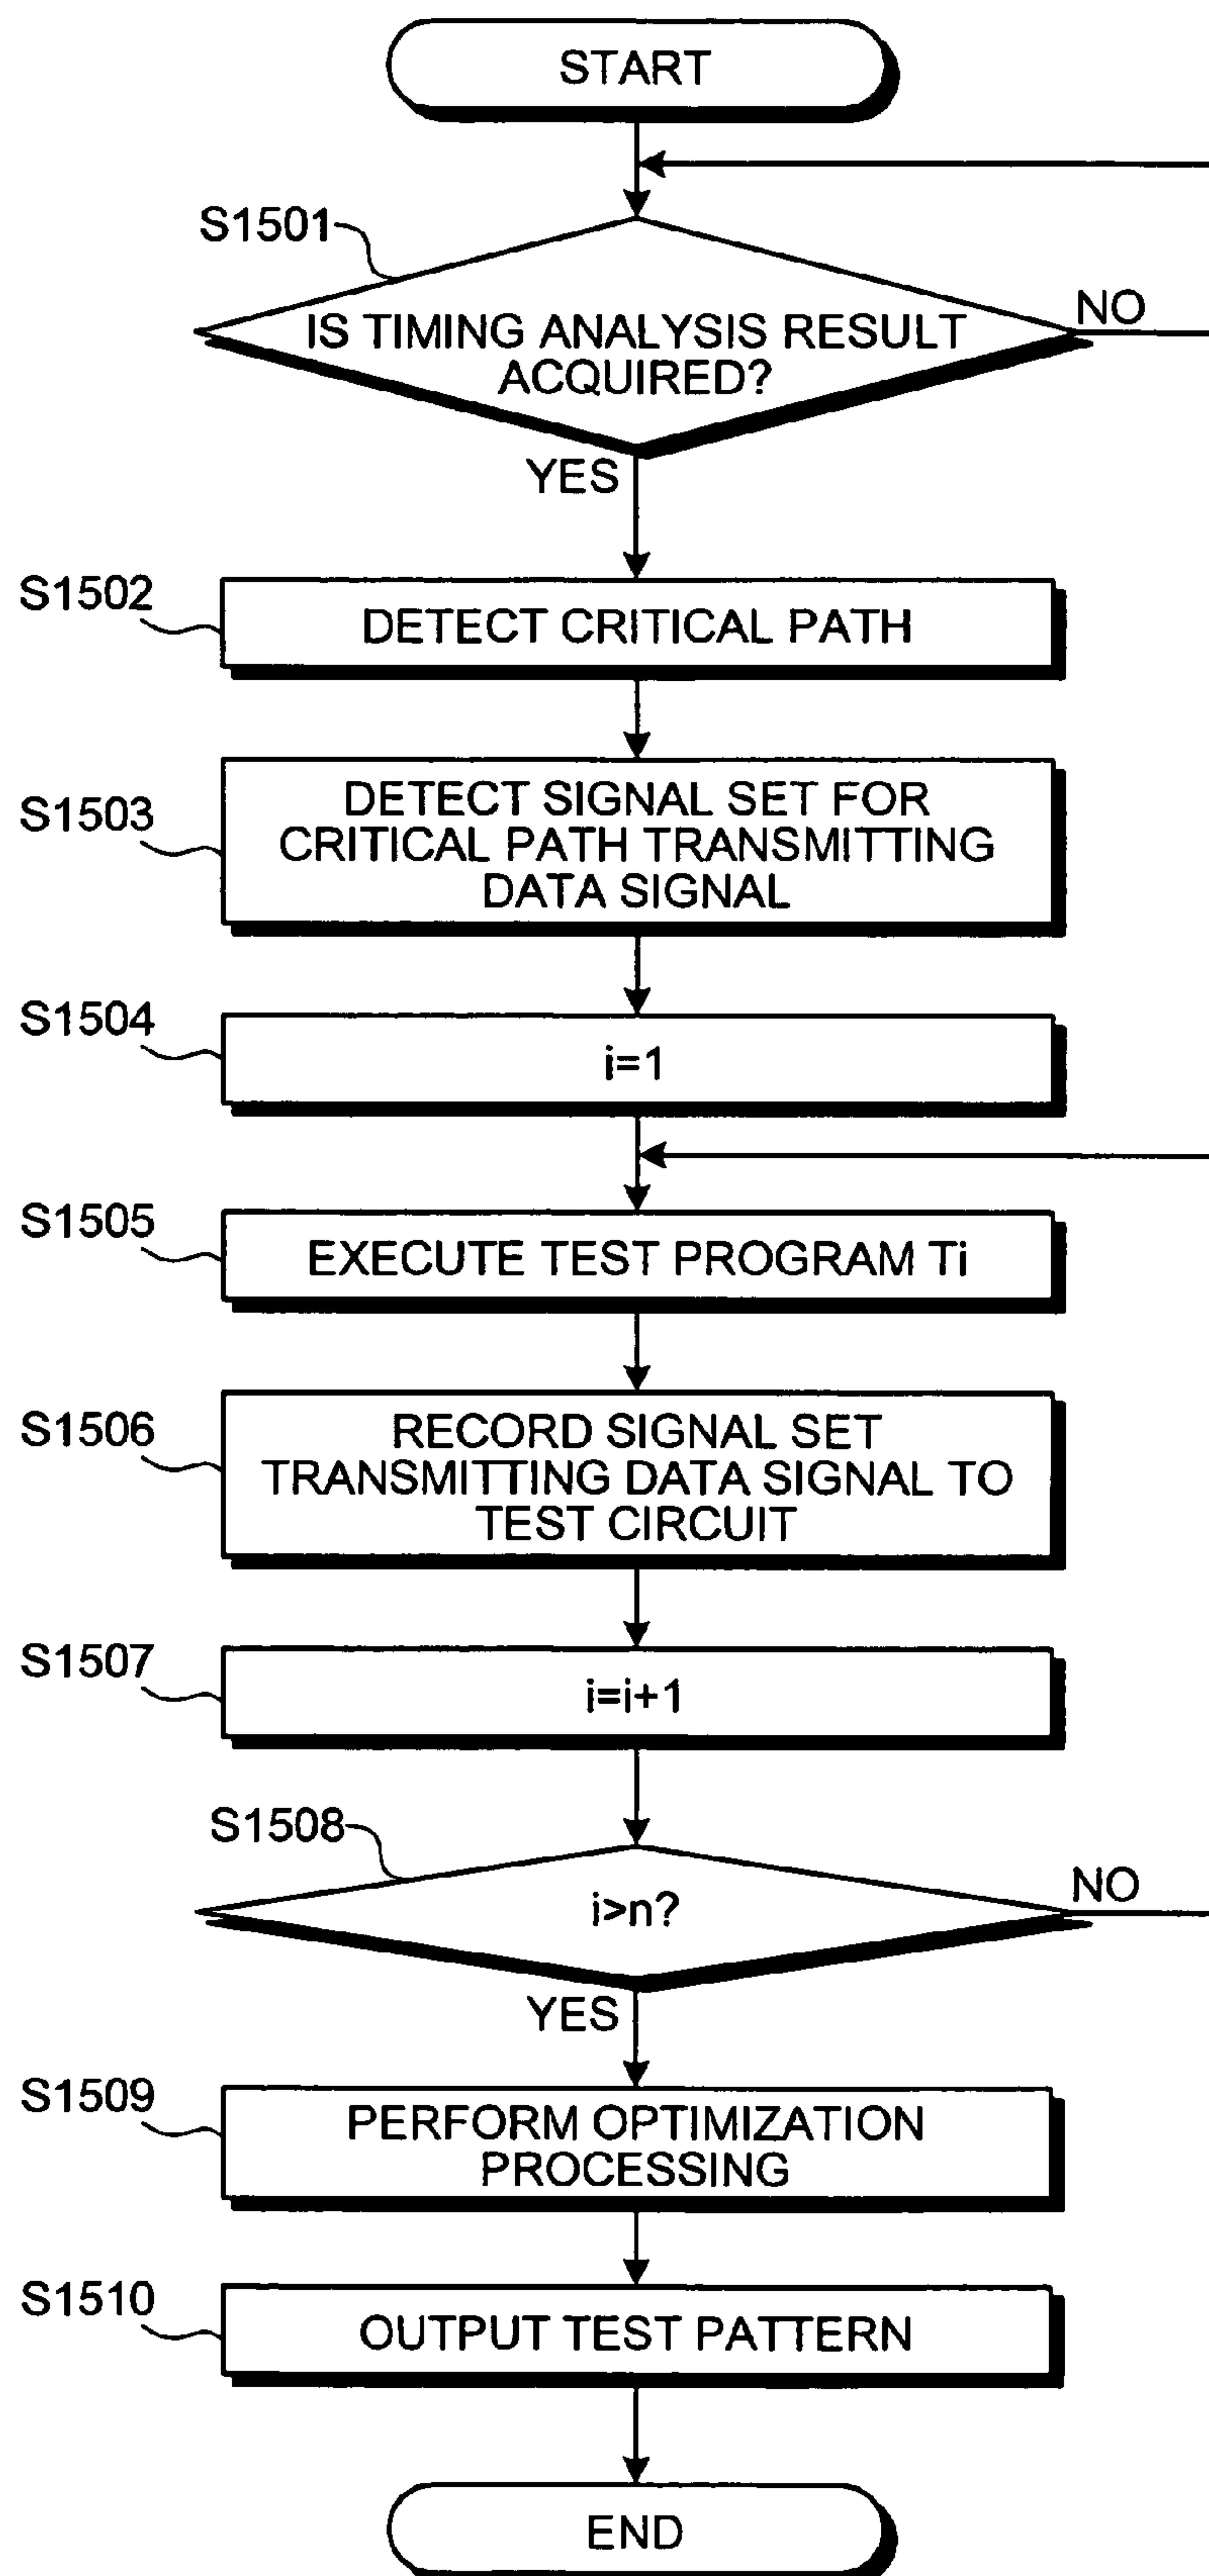 START
S1501
IS TIMING ANALYSIS RESULT
ACQUIRED?
NO
YES
S1502
DETECT CRITICAL PATH
S1503
DETECT SIGNAL SET FOR
CRITICAL PATH TRANSMITTING
DATA SIGNAL
S1504
i=1
S1505
EXECUTE TEST PROGRAM Ti
S1506
RECORD SIGNAL SET
TRANSMITTING DATA SIGNAL TO
TEST CIRCUIT
S1507
i=i+1
S1508
i>n?
NO
YES
S1509
PERFORM OPTIMIZATION
PROCESSING
S1510
OUTPUT TEST PATTERN
END